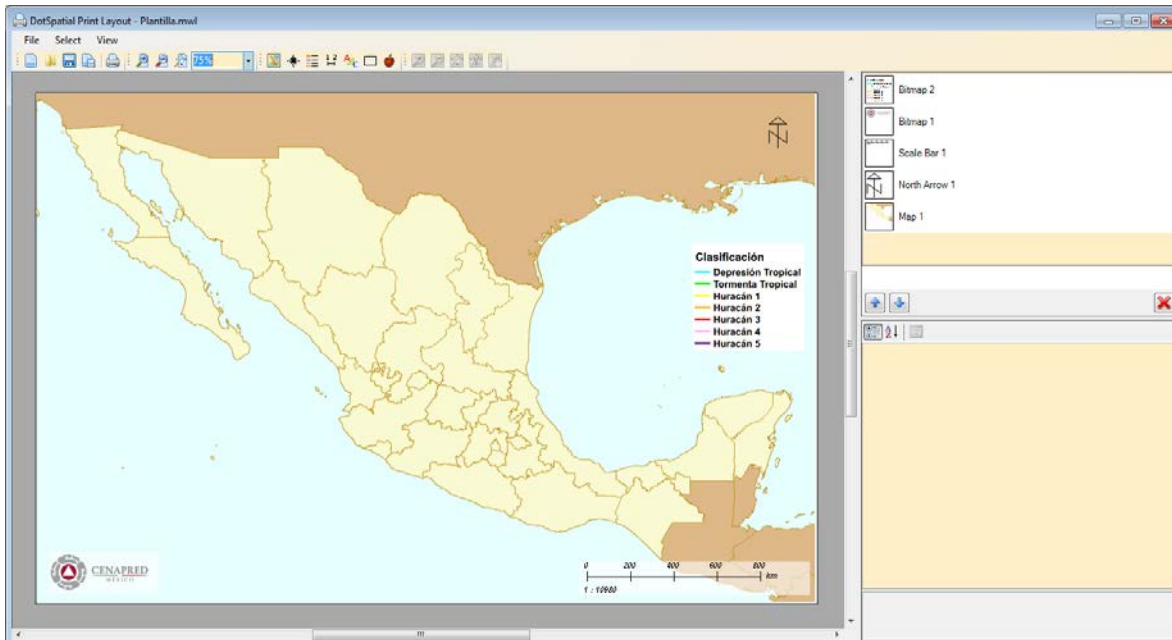 DotSpatial Print Layout - Plantilla.mwl
File Select View
75%
Bitmap 2
Bitmap 1
Scale Bar 1
North Arrow 1
Map 1
N
Clasificación
Depresión Tropical
Tormenta Tropical
Huracán 1
Huracán 2
Huracán 3
Huracán 4
Huracán 5
CENAPRED
MÉXICO
0 200 400 600 800
km
1 : 10980